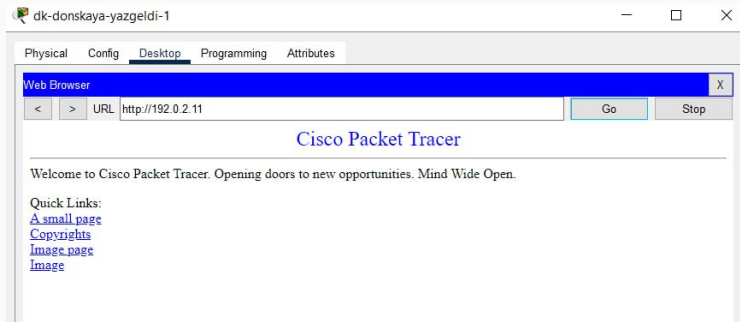 dk-donskaya-yazgeldi-1
Physical Config Desktop Programming Attributes
Web Browser X
< > URL http://192.0.2.11 Go Stop
Cisco Packet Tracer
Welcome to Cisco Packet Tracer. Opening doors to new opportunities. Mind Wide Open.
Quick Links:
A small page
Copyrights
Image page
Image